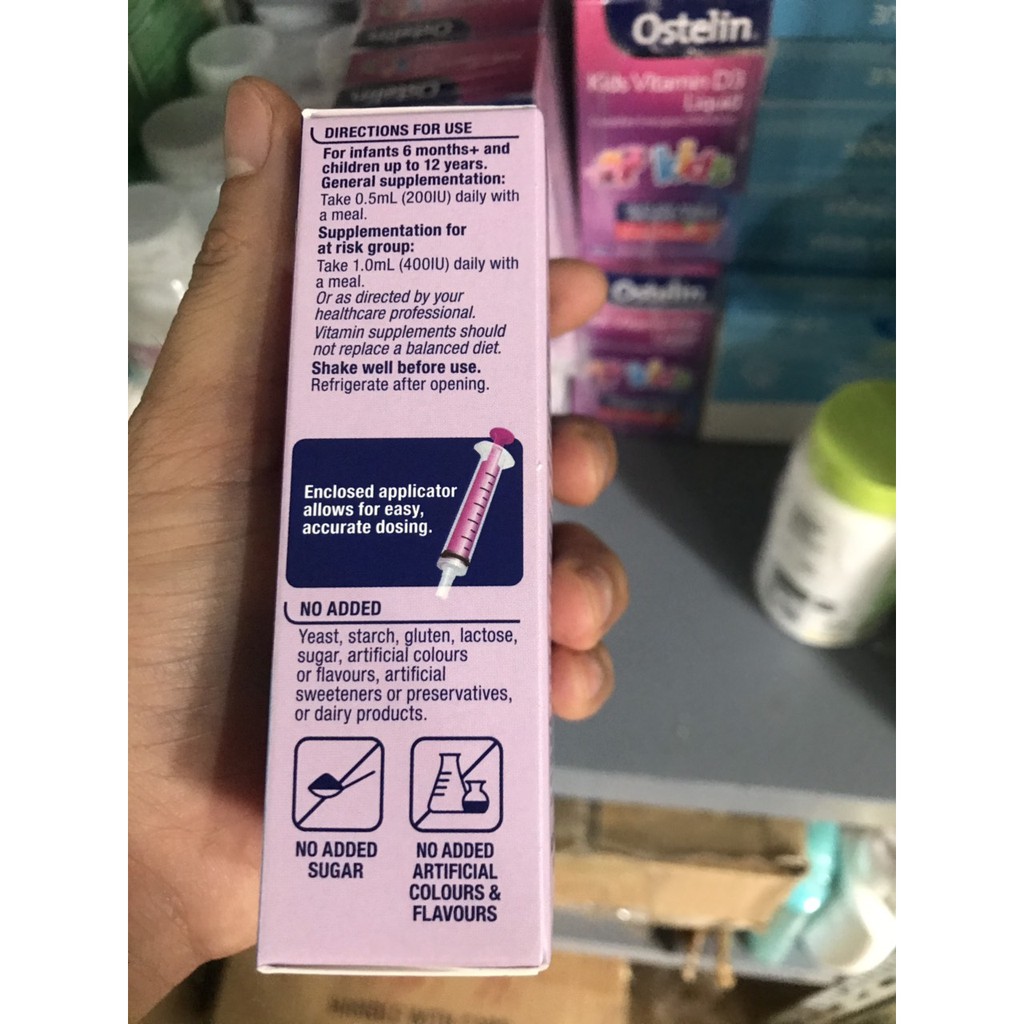 Ostelin
Ostelin
Ostelin
Kids Vitamin D3
Liquid
kids
Ostelin
kids
DIRECTIONS FOR USE
For infants 6 months+ and
children up to 12 years.
General supplementation:
Take 0.5mL (200IU) daily with
a meal.
Supplementation for
at risk group:
Take 1.0mL (400IU) daily with
a meal.
Or as directed by your
healthcare professional.
Vitamin supplements should
not replace a balanced diet.
Shake well before use.
Refrigerate after opening.
Enclosed applicator
allows for easy,
accurate dosing.
NO ADDED
Yeast, starch, gluten, lactose,
sugar, artificial colours
or flavours, artificial
sweeteners or preservatives,
or dairy products.
NO ADDED
SUGAR
NO ADDED
ARTIFICIAL
COLOURS &
FLAVOURS